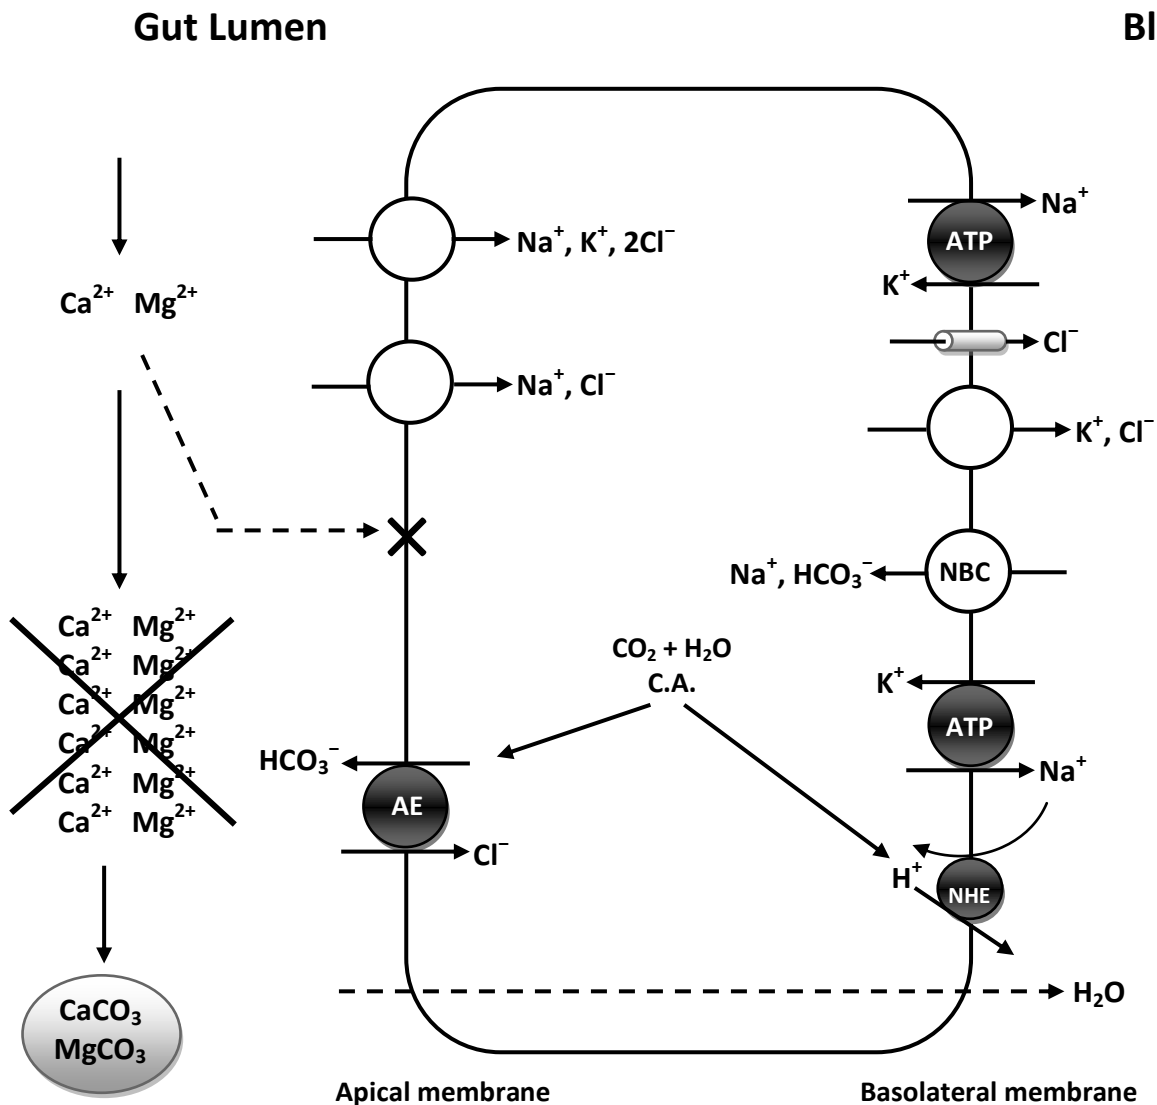 Gut Lumen
Bl
Na⁺
ATP
K⁺
Na⁺, K⁺, 2Cl⁻
Ca²⁺ Mg²⁺
Cl⁻
Na⁺, Cl⁻
K⁺, Cl⁻
Na⁺, HCO₃⁻
NBC
Ca²⁺ Mg²⁺
Ca²⁺ Mg²⁺
Ca²⁺ Mg²⁺
Ca²⁺ Mg²⁺
Ca²⁺ Mg²⁺
Ca²⁺ Mg²⁺
CO₂ + H₂O
C.A.
K⁺
ATP
Na⁺
HCO₃⁻
AE
Cl⁻
H⁺
NHE
H₂O
CaCO₃
MgCO₃
Apical membrane
Basolateral membrane